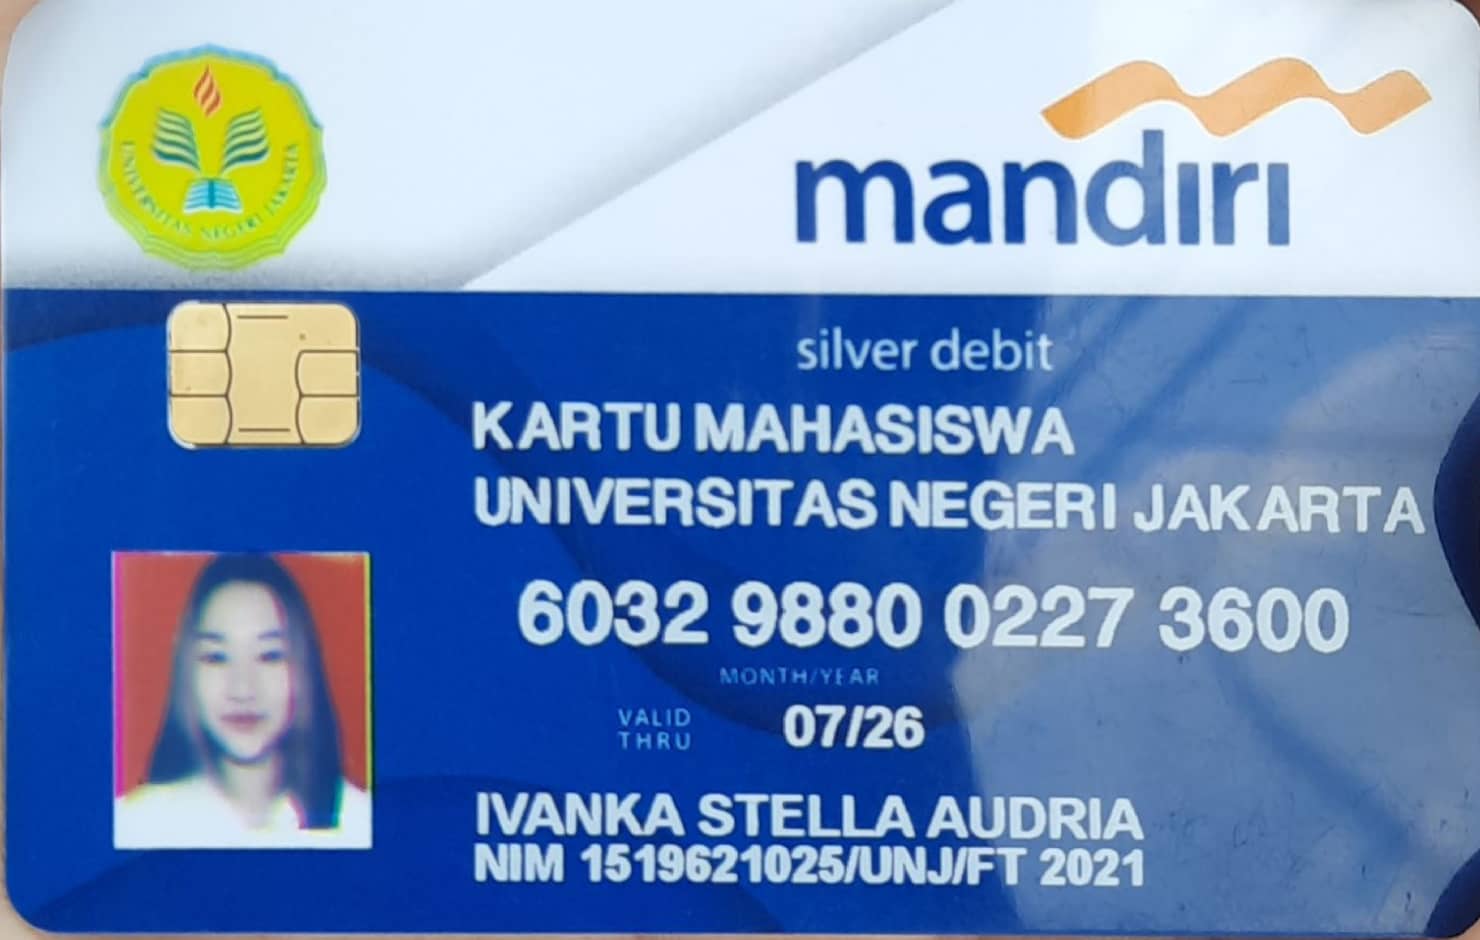 UNIVERSITAS NEGERI JAKARTA
mandiri
silver debit
KARTU MAHASISWA
UNIVERSITAS NEGERI JAKARTA
6032 9880 0227 3600
MONTH/YEAR
VALID
THRU
07/26
IVANKA STELLA AUDRIA
NIM 1519621025/UNJ/FT 2021